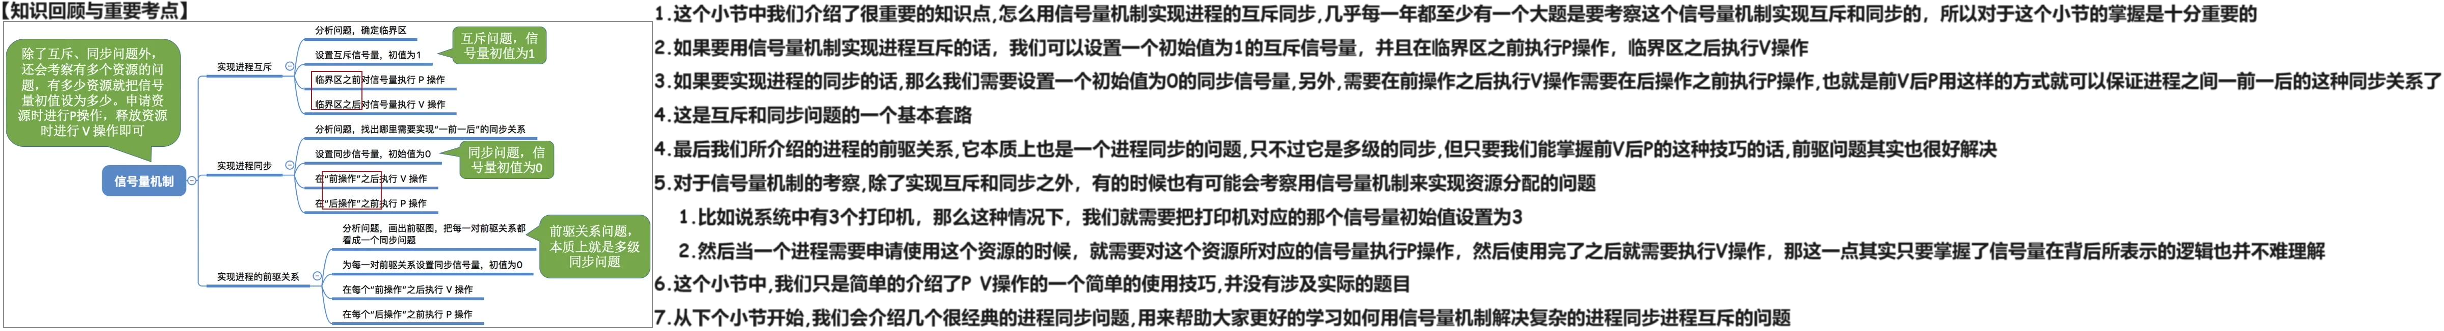 【知识回顾与重要考点】
除了互斥、同步问题外,
还会考察有多个资源的问
题，有多少资源就把信号
量初值设为多少。申请资
源时进行P操作，释放资源
时进行 V 操作即可
信号量机制
实现进程互斥
分析问题，确定临界区
设置互斥信号量，初值为1
临界区之前对信号量执行 P 操作
临界区之后对信号量执行 V 操作
互斥问题，信
号量初值为1
实现进程同步
分析问题，找出哪里需要实现“一前一后”的同步关系
设置同步信号量，初始值为0
在“前操作”之后执行 V 操作
在“后操作”之前执行 P 操作
同步问题，信
号量初值为0
实现进程的前驱关系
分析问题，画出前驱图，把每一对前驱关系都
看成一个同步问题
为每一对前驱关系设置同步信号量，初值为0
在每个“前操作”之后执行 V 操作
在每个“后操作”之前执行 P 操作
前驱关系问题，
本质上就是多级
同步问题
1.这个小节中我们介绍了很重要的知识点,怎么用信号量机制实现进程的互斥同步,几乎每一年都至少有一个大题是要考察这个信号量机制实现互斥和同步的，所以对于这个小节的掌握是十分重要的
2.如果要用信号量机制实现进程互斥的话，我们可以设置一个初始值为1的互斥信号量，并且在临界区之前执行P操作，临界区之后执行V操作
3.如果要实现进程的同步的话,那么我们需要设置一个初始值为0的同步信号量,另外,需要在前操作之后执行V操作需要在后操作之前执行P操作,也就是前V后P用这样的方式就可以保证进程之间一前一后的这种同步关系了
4.这是互斥和同步问题的一个基本套路
4.最后我们所介绍的进程的前驱关系,它本质上也是一个进程同步的问题,只不过它是多级的同步,但只要我们能掌握前V后P的这种技巧的话,前驱问题其实也很好解决
5.对于信号量机制的考察,除了实现互斥和同步之外，有的时候也有可能会考察用信号量机制来实现资源分配的问题
1.比如说系统中有3个打印机，那么这种情况下，我们就需要把打印机对应的那个信号量初始值设置为3
2.然后当一个进程需要申请使用这个资源的时候，就需要对这个资源所对应的信号量执行P操作，然后使用完了之后就需要执行V操作，那这一点其实只要掌握了信号量在背后所表示的逻辑也并不难理解
6.这个小节中,我们只是简单的介绍了P V操作的一个简单的使用技巧,并没有涉及实际的题目
7.从下个小节开始,我们会介绍几个很经典的进程同步问题,用来帮助大家更好的学习如何用信号量机制解决复杂的进程同步进程互斥的问题